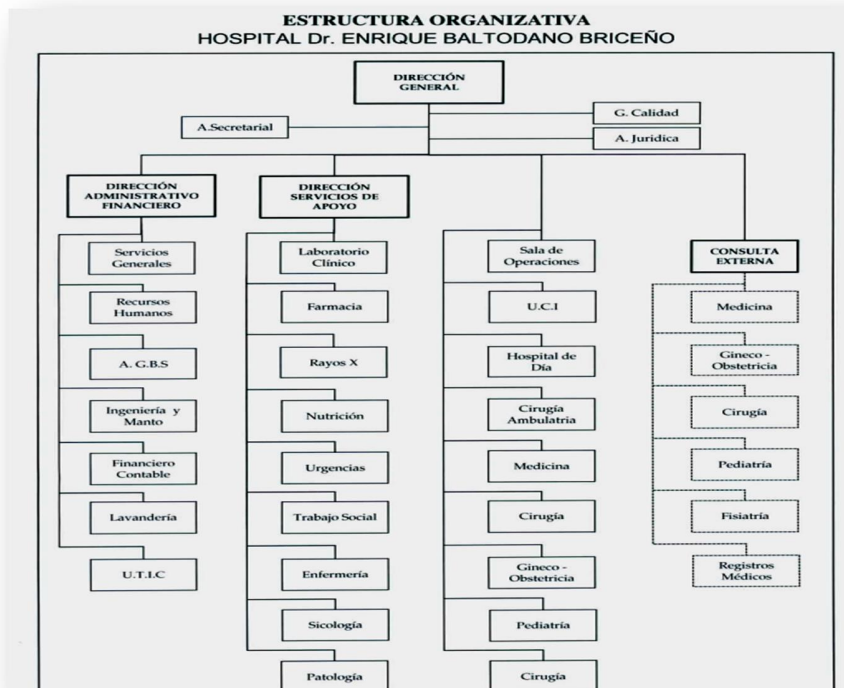 ESTRUCTURA ORGANIZATIVA
HOSPITAL Dr. ENRIQUE BALTODANO BRICEÑO
DIRECCIÓN
GENERAL
A.Secretarial
G. Calidad
A. Juridica
DIRECCIÓN
ADMINISTRATIVO
FINANCIERO
Servicios
Generales
Recursos
Humanos
A. G.B.S
Ingeniería y
Manto
Financiero
Contable
Lavandería
U.T.I.C
DIRECCIÓN
SERVICIOS DE
APOYO
Laboratorio
Clínico
Farmacia
Rayos X
Nutrición
Urgencias
Trabajo Social
Enfermería
Sicología
Patología
Sala de
Operaciones
U.C.I
Hospital de
Día
Cirugía
Ambulatria
Medicina
Cirugía
Gineco -
Obstetricia
Pediatría
Cirugía
CONSULTA
EXTERNA
Medicina
Gineco -
Obstetricia
Cirugía
Pediatría
Fisiatría
Registros
Médicos